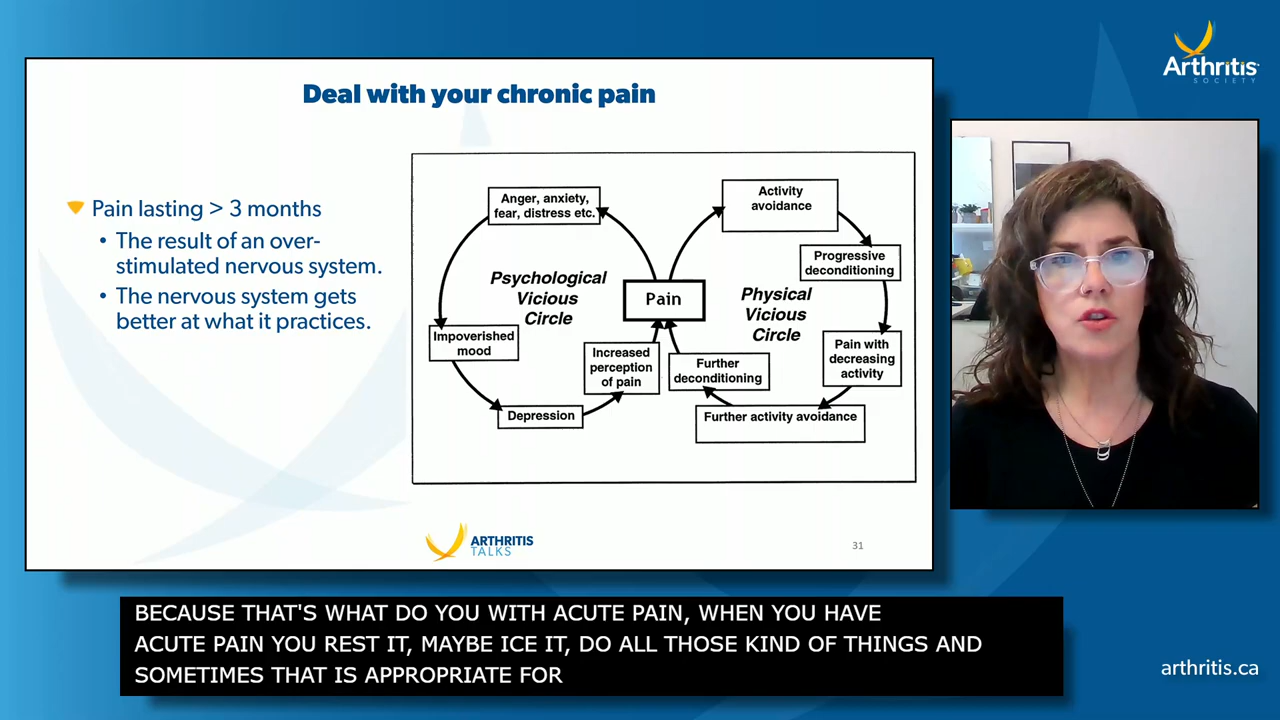 Arthritis
SOCIETY
Deal with your chronic pain
Pain lasting > 3 months
• The result of an over-
stimulated nervous system.
• The nervous system gets
better at what it practices.
Anger, anxiety,
fear, distress etc.
Psychological
Vicious
Circle
Impoverished
mood
Depression
Increased
perception
of pain
Pain
Activity
avoidance
Progressive
deconditioning
Physical
Vicious
Circle
Pain with
decreasing
activity
Further
deconditioning
Further activity avoidance
ARTHRITIS
TALKS
31
BECAUSE THAT'S WHAT DO YOU WITH ACUTE PAIN, WHEN YOU HAVE
ACUTE PAIN YOU REST IT, MAYBE ICE IT, DO ALL THOSE KIND OF THINGS AND
SOMETIMES THAT IS APPROPRIATE FOR
arthritis.ca